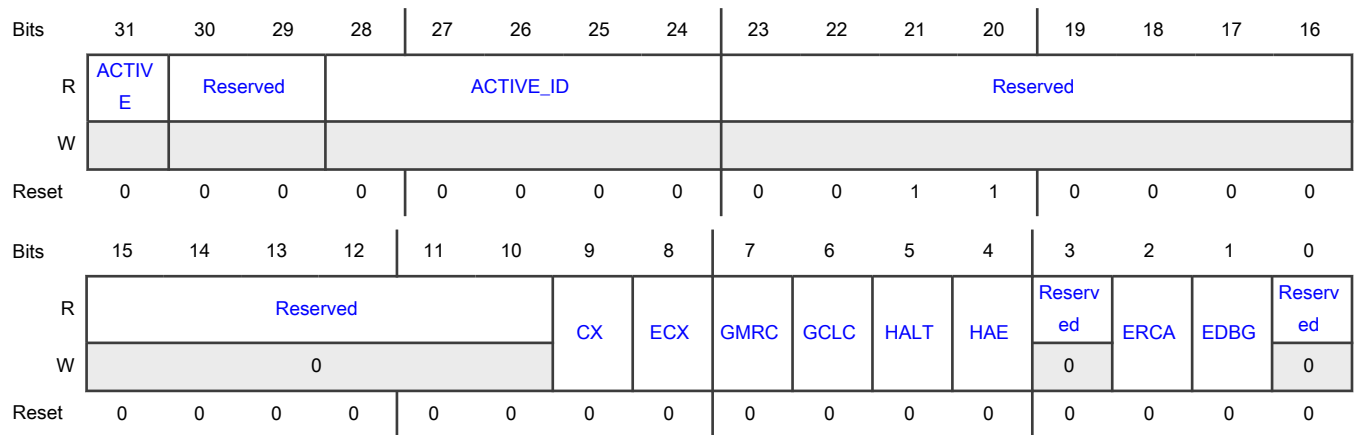 Bits 31 30 29 28 27 26 25 24 23 22 21 20 19 18 17 16
R ACTIV
E Reserved ACTIVE_ID Reserved
W
Reset 0 0 0 0 0 0 0 0 0 0 1 1 0 0 0 0
Bits 15 14 13 12 11 10 9 8 7 6 5 4 3 2 1 0
R Reserved CX ECX GMRC GCLC HALT HAE Reserv
ed ERCA EDBG Reserv
ed
W 0 0 0
Reset 0 0 0 0 0 0 0 0 0 0 0 0 0 0 0 0